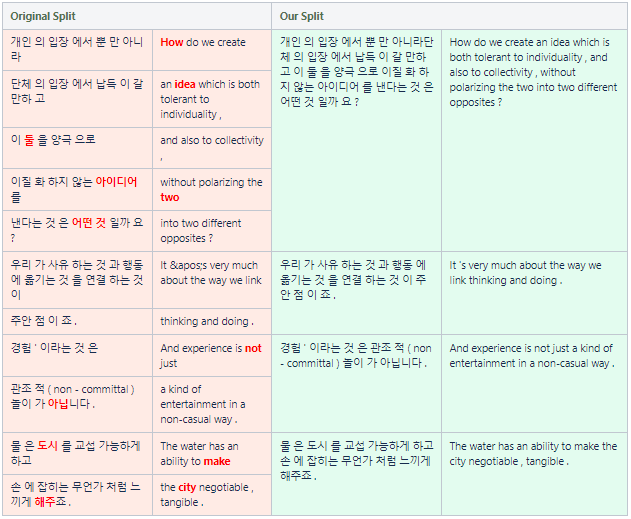 Original Split
Our Split
개인 의 입장 에서 뿐 만 아니
라
How do we create
개인 의 입장 에서 뿐 만 아니라단
체 의 입장 에서 납득 이 갈 만하
고 이 둘 을 양극 으로 이질 화 하
지 않는 아이디어 를 낸다는 것 은
어떤 것 일까 요 ?
How do we create an idea which is
both tolerant to individuality , and
also to collectivity , without
polarizing the two into two different
opposites ?
단체 의 입장 에서 납득 이 갈
만하 고
an idea which is both
tolerant to
individuality ,
이 둘 을 양극 으로
and also to collectivity
,
이질 화 하지 않는 아이디어
를
without polarizing the
two
낸다는 것 은 어떤 것 일까 요
?
into two different
opposites ?
우리 가 사유 하는 것 과 행동
에 옮기는 것 을 연결 하는 것
이
It &apos;s very much
about the way we link
우리 가 사유 하는 것 과 행동 에
옮기는 것 을 연결 하는 것 이 주
안 점 이 죠 .
It 's very much about the way we
link thinking and doing .
주안 점 이 죠 .
thinking and doing .
경험 ' 이라는 것 은
And experience is not
just
경험 ' 이라는 것 은 관조 적 ( non
- committal ) 놀이 가 아닙니다 .
And experience is not just a kind of
entertainment in a non-casual way .
관조 적 ( non - committal )
놀이 가 아닙니다 .
a kind of
entertainment in a
non-casual way .
물 은 도시 를 교섭 가능하게
하고
The water has an
ability to make
물 은 도시 를 교섭 가능하게 하고
손 에 잡히는 무언가 처럼 느끼게
해주죠 .
The water has an ability to make the
city negotiable , tangible .
손 에 잡히는 무언가 처럼 느
끼게 해주죠 .
the city negotiable ,
tangible .